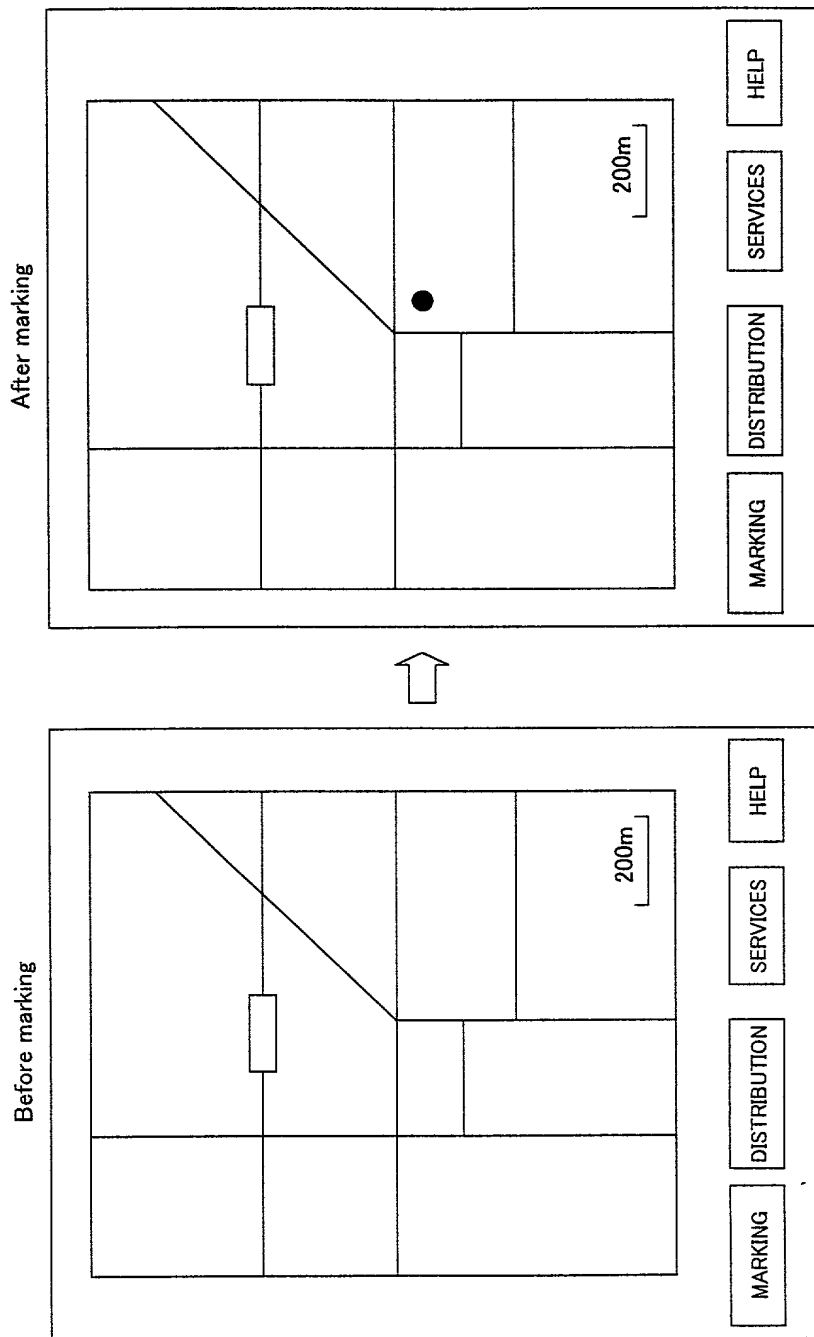 Before marking
200m
MARKING
DISTRIBUTION
SERVICES
HELP
After marking
200m
MARKING
DISTRIBUTION
SERVICES
HELP